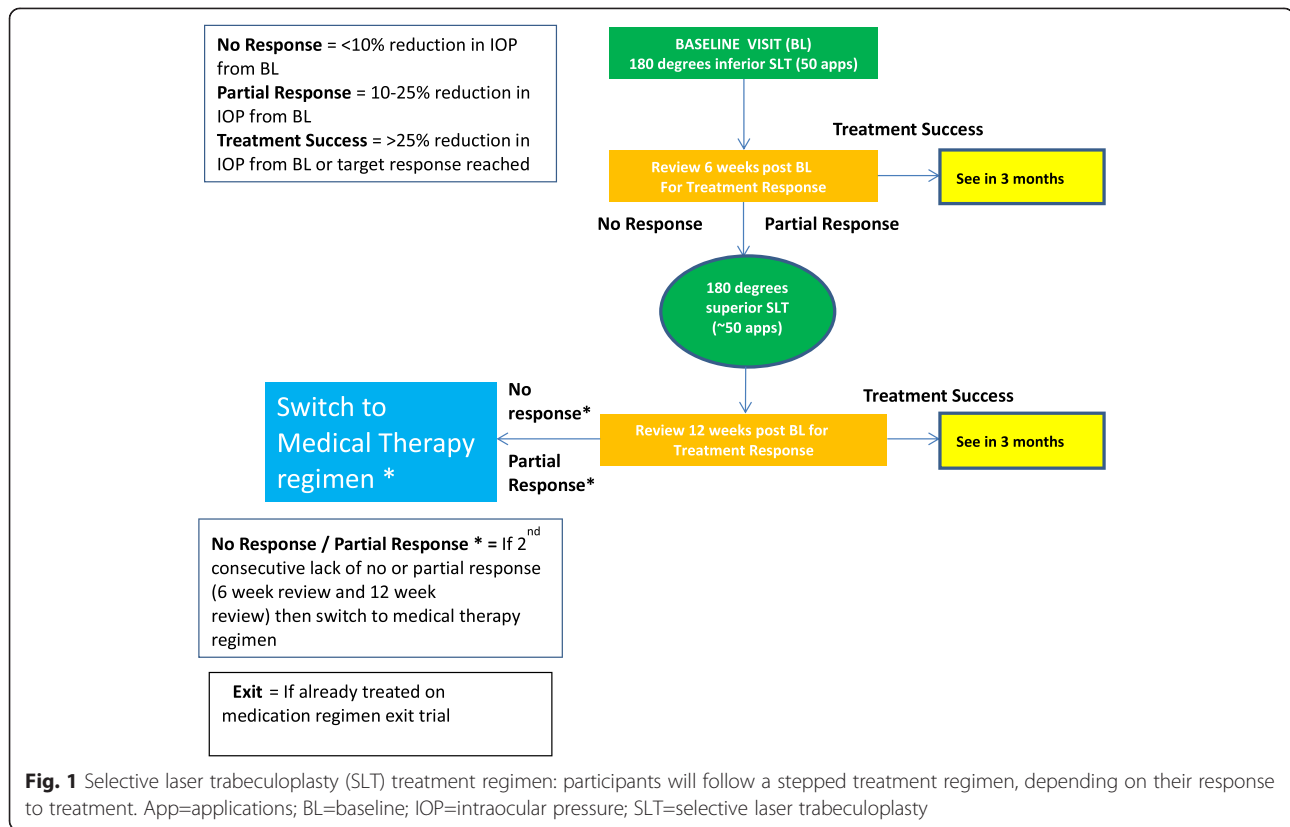 No Response = <10% reduction in IOP
from BL
Partial Response = 10-25% reduction in
IOP from BL
Treatment Success = >25% reduction in
IOP from BL or target response reached
BASELINE VISIT (BL)
180 degrees inferior SLT (50 apps)
Treatment Success
Review 6 weeks post BL
For Treatment Response
See in 3 months
No Response
Partial Response
180 degrees
superior SLT
(~50 apps)
Treatment Success
No
response*
Switch to
Medical Therapy
regimen *
Review 12 weeks post BL for
Treatment Response
See in 3 months
Partial
Response*
No Response / Partial Response * = If 2nd
consecutive lack of no or partial response
(6 week review and 12 week
review) then switch to medical therapy
regimen
Exit = If already treated on
medication regimen exit trial
Fig. 1 Selective laser trabeculoplasty (SLT) treatment regimen: participants will follow a stepped treatment regimen, depending on their response
to treatment. App=applications; BL=baseline; IOP=intraocular pressure; SLT=selective laser trabeculoplasty